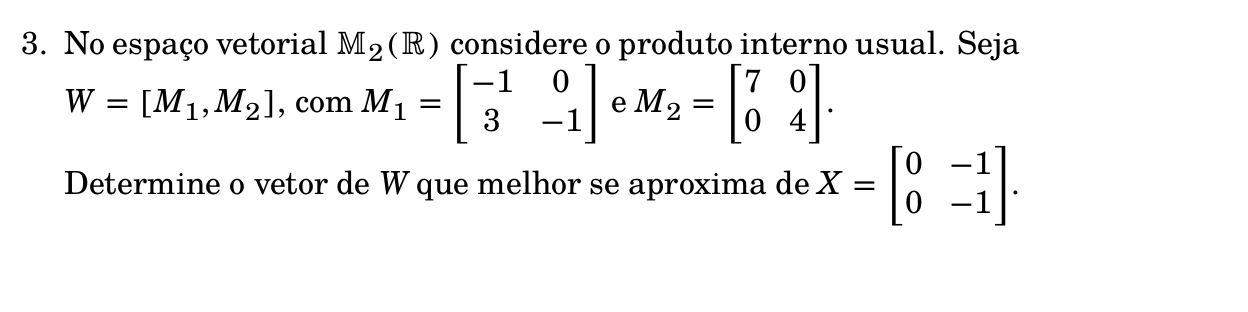 3. No espaço vetorial 𝕄₂(ℝ) considere o produto interno usual. Seja
W = [M₁, M₂], com M₁ = [−1 0; 3 −1] e M₂ = [7 0; 0 4].
Determine o vetor de W que melhor se aproxima de X = [0 −1; 0 −1].